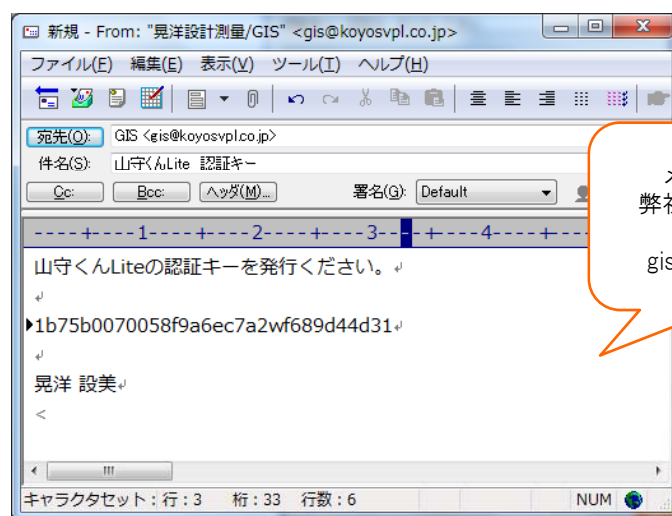 新規 - From: "晃洋設計測量/GIS" <gis@koyosvpl.co.jp>
ファイル(F) 編集(E) 表示(V) ツール(T) ヘルプ(H)
宛先(O): GIS <gis@koyosvpl.co.jp>
件名(S): 山守くんLite 認証キー
Cc: Bcc: ヘッダ(M)... 署名(G): Default
----+----1----+----2----+----3----+----4----+----
山守くんLiteの認証キーを発行ください。
1b75b0070058f9a6ec7a2wf689d44d31
晃洋 設美
<
キャラクタセット: 行:3 桁:33 行数:6 NUM
gis